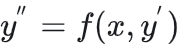 y'' = f(x, y')